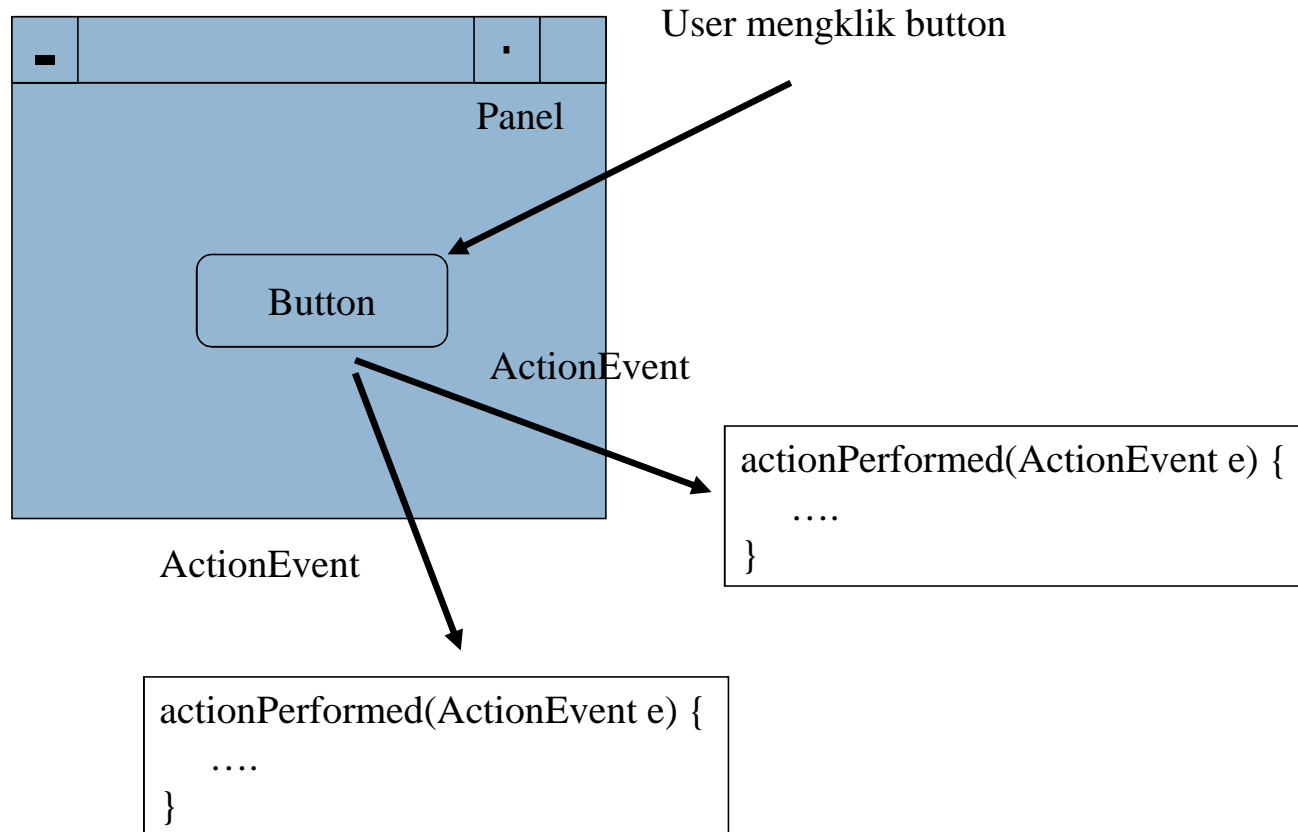 User mengklik button
Panel
Button
ActionEvent
actionPerformed(ActionEvent e) {
….
}
ActionEvent
actionPerformed(ActionEvent e) {
….
}